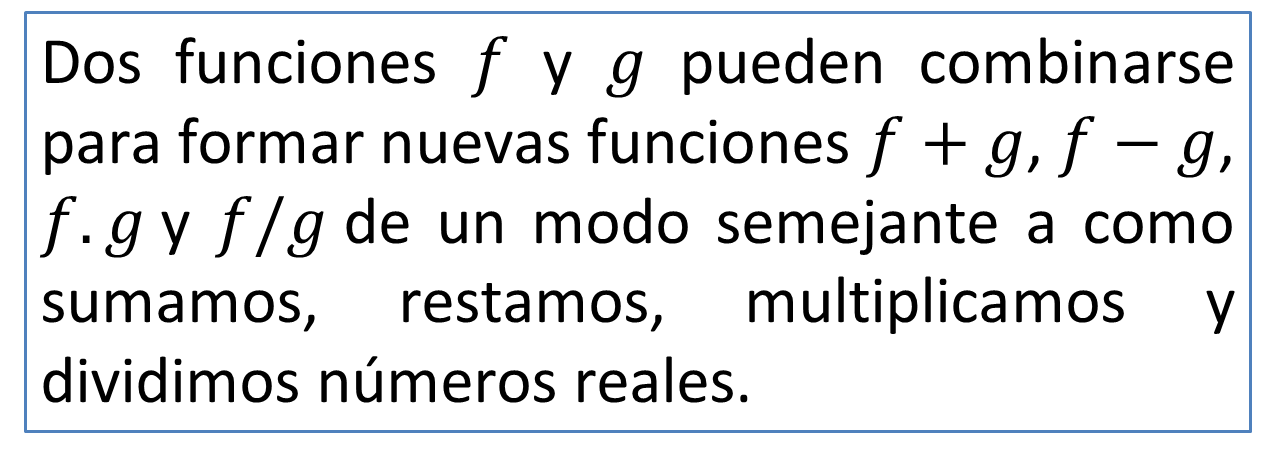 Dos funciones f y g pueden combinarse
para formar nuevas funciones f + g, f − g,
f. g y f/g de un modo semejante a como
sumamos, restamos, multiplicamos y
dividimos números reales.